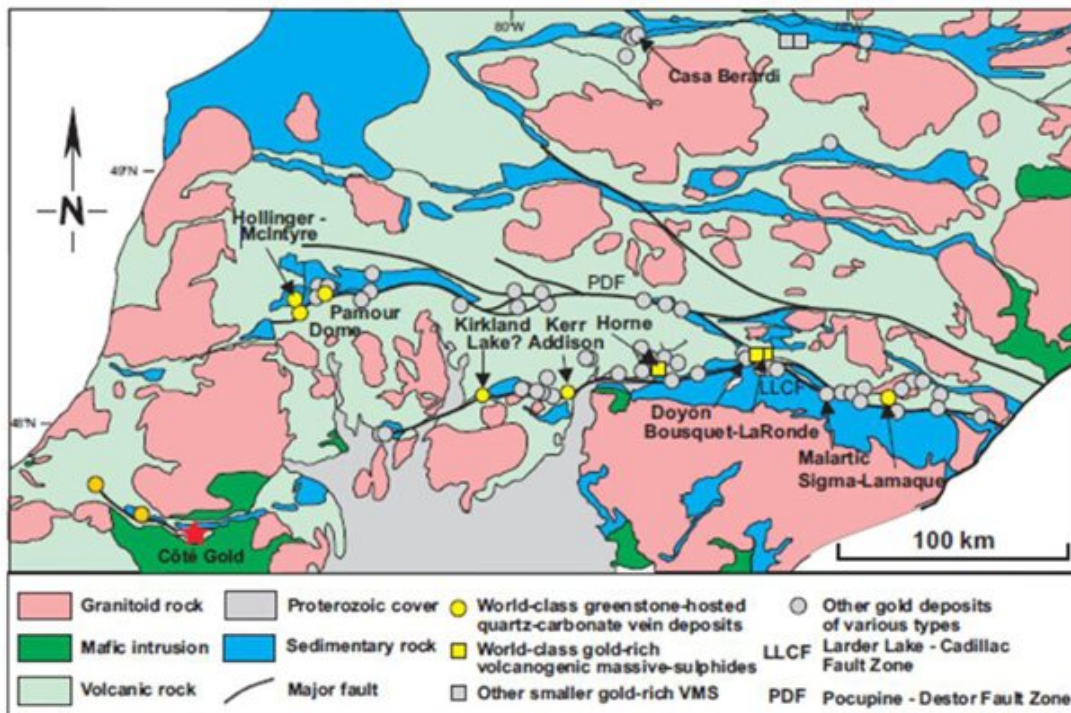 80°W
Casa Berardi
49°N
N
Hollinger -
McIntyre
PDF
Pamour
Dome
Kirkland
Lake?
Kerr
Addison
Horne
LLCF
Doyon
Bousquet-LaRonde
48°N
Malartic
Sigma-Lamaque
Côté Gold
100 km
Granitoid rock
Mafic intrusion
Volcanic rock
Proterozoic cover
Sedimentary rock
Major fault
World-class greenstone-hosted
quartz-carbonate vein deposits
World-class gold-rich
volcanogenic massive-sulphides
Other smaller gold-rich VMS
Other gold deposits
of various types
LLCF Larder Lake - Cadillac
Fault Zone
PDF Pocupine - Destor Fault Zone